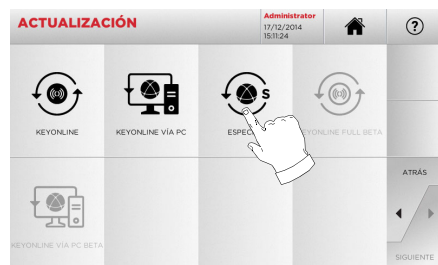 ACTUALIZACIÓN
Administrator
17/12/2014
15:11:24
?
S
KEYONLINE
KEYONLINE VÍA PC
ESPEC
YONLINE FULL BETA
ATRÁS
KEYONLINE VÍA PC BETA
SIGUIENTE